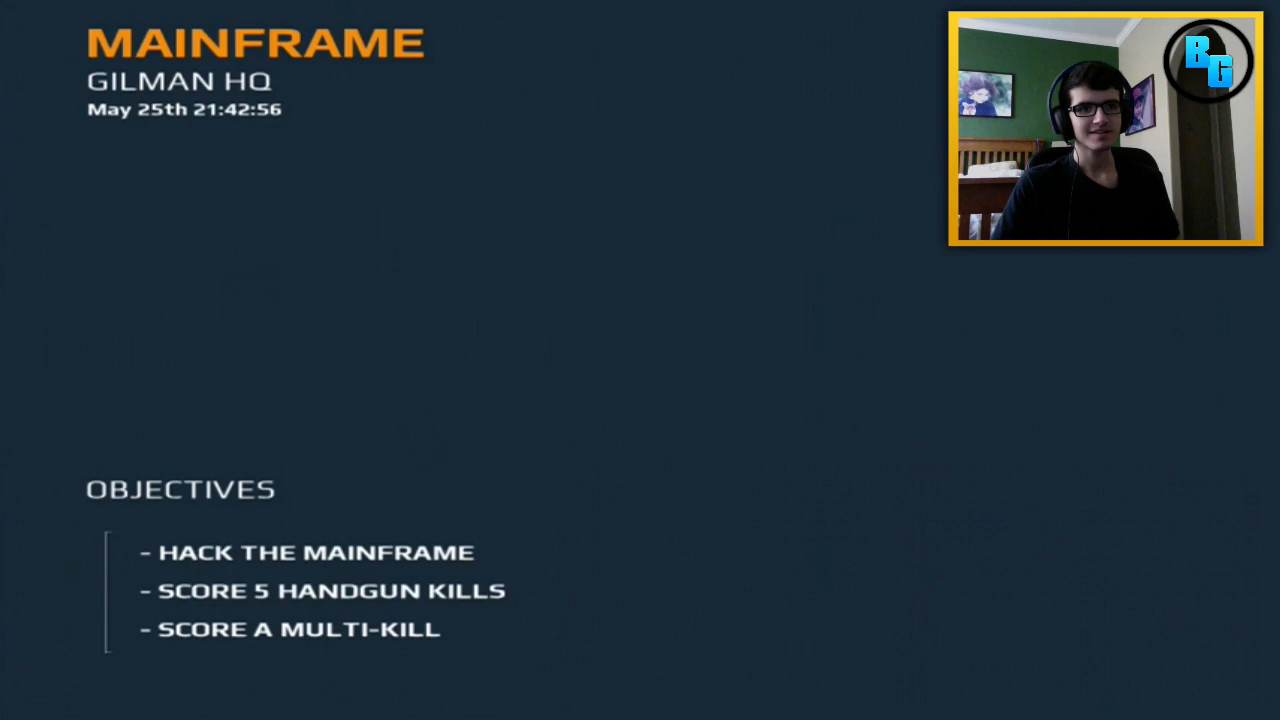 MAINFRAME
GILMAN HQ
May 25th 21:42:56
BG
OBJECTIVES
- HACK THE MAINFRAME
- SCORE 5 HANDGUN KILLS
- SCORE A MULTI-KILL